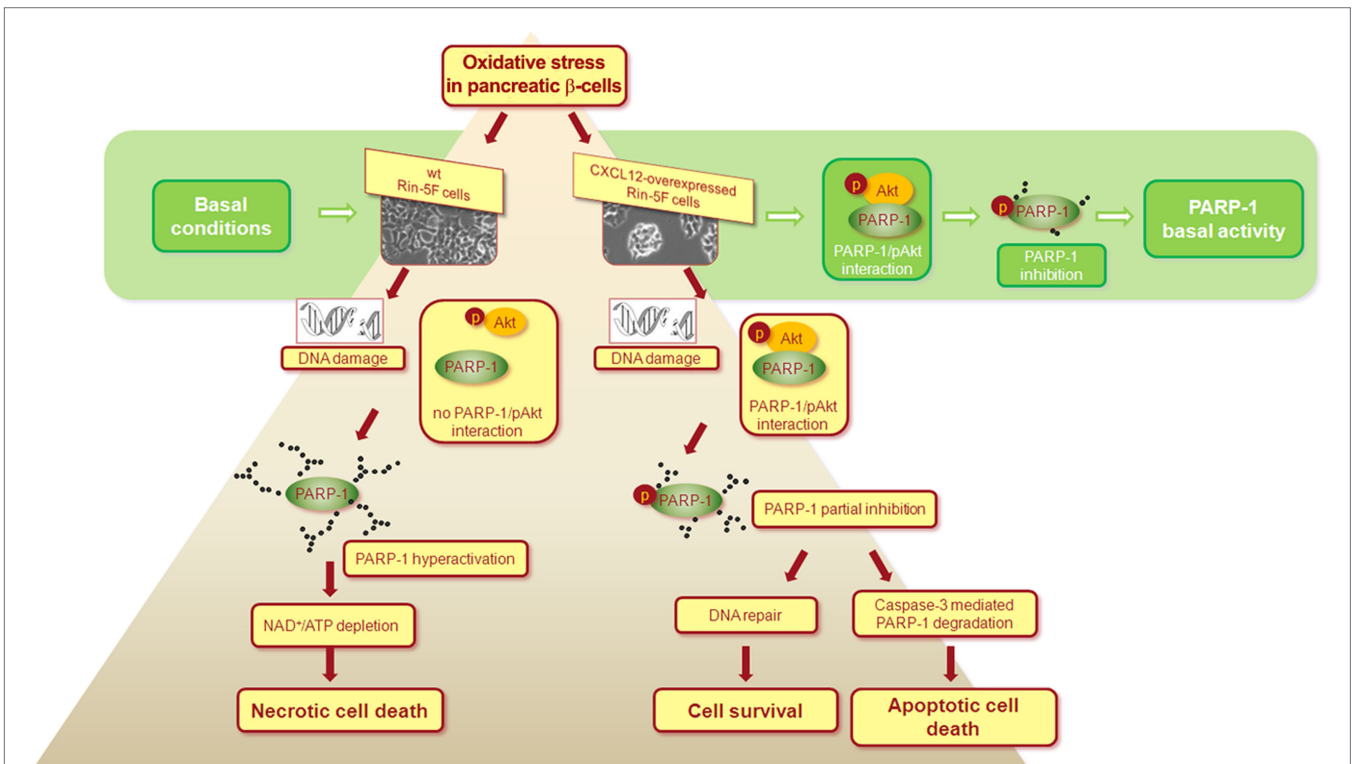 Oxidative stress
in pancreatic β-cells
Basal
conditions
wt
Rin-5F cells
CXCL12-overexpressed
Rin-5F cells
p
Akt
PARP-1
PARP-1/pAkt
interaction
p
PARP-1
PARP-1
inhibition
PARP-1
basal activity
DNA damage
p
Akt
PARP-1
no PARP-1/pAkt
interaction
DNA damage
p
Akt
PARP-1
PARP-1/pAkt
interaction
PARP-1
PARP-1 hyperactivation
p
PARP-1
PARP-1 partial inhibition
NAD⁺/ATP depletion
DNA repair
Caspase-3 mediated
PARP-1 degradation
Necrotic cell death
Cell survival
Apoptotic cell
death